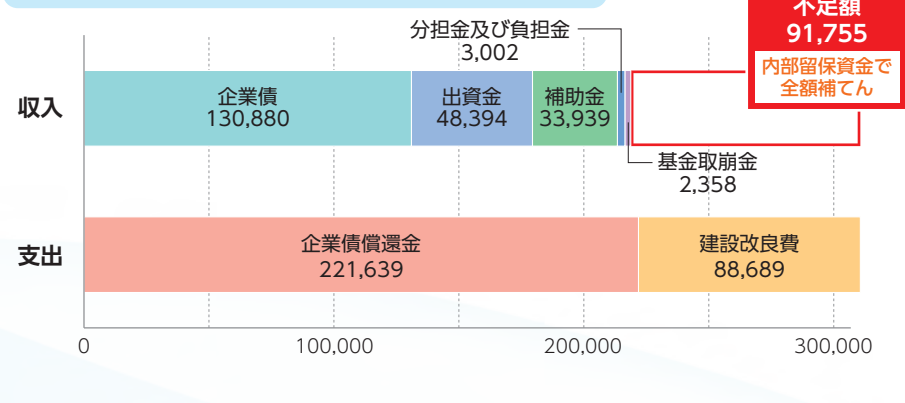 不足額
91,755
内部留保資金で
全額補てん
分担金及び負担金
3,002
収入
企業債
130,880
出資金
48,394
補助金
33,939
基金取崩金
2,358
支出
企業債償還金
221,639
建設改良費
88,689
0
100,000
200,000
300,000